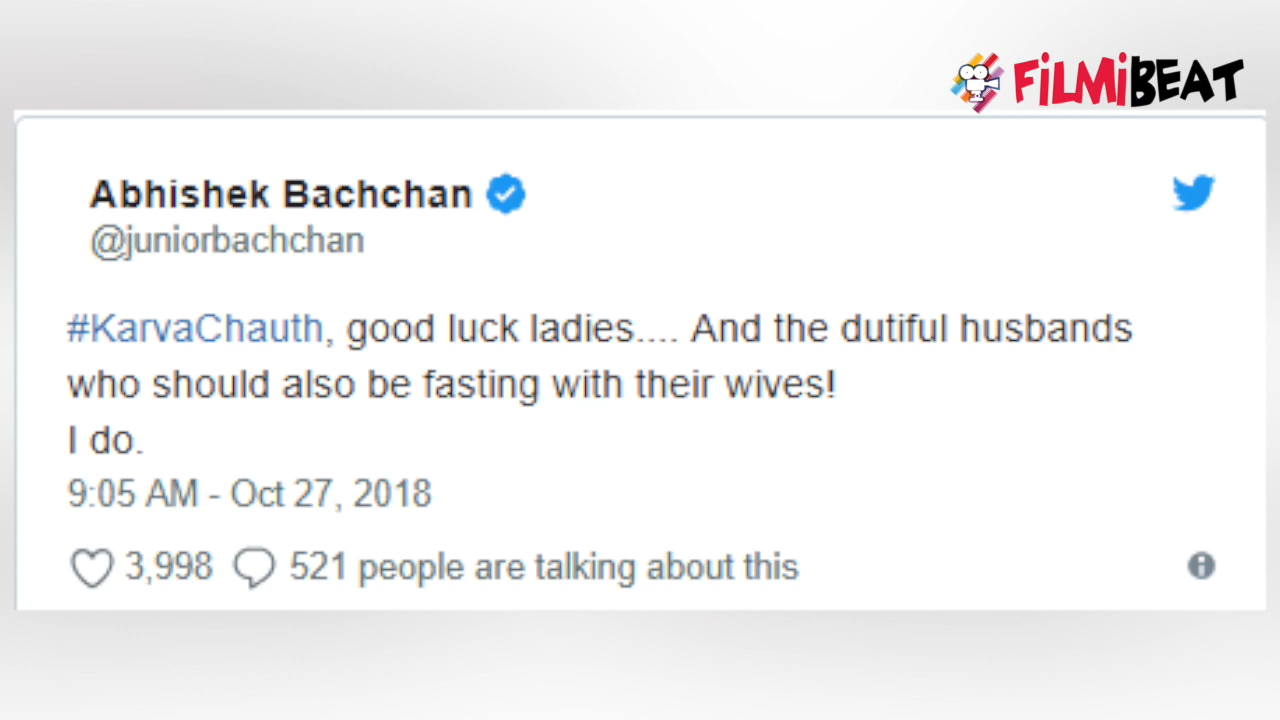 FiLMiBEAT
Abhishek Bachchan
@juniorbachchan
#KarvaChauth, good luck ladies.... And the dutiful husbands
who should also be fasting with their wives!
I do.
9:05 AM - Oct 27, 2018
3,998 521 people are talking about this